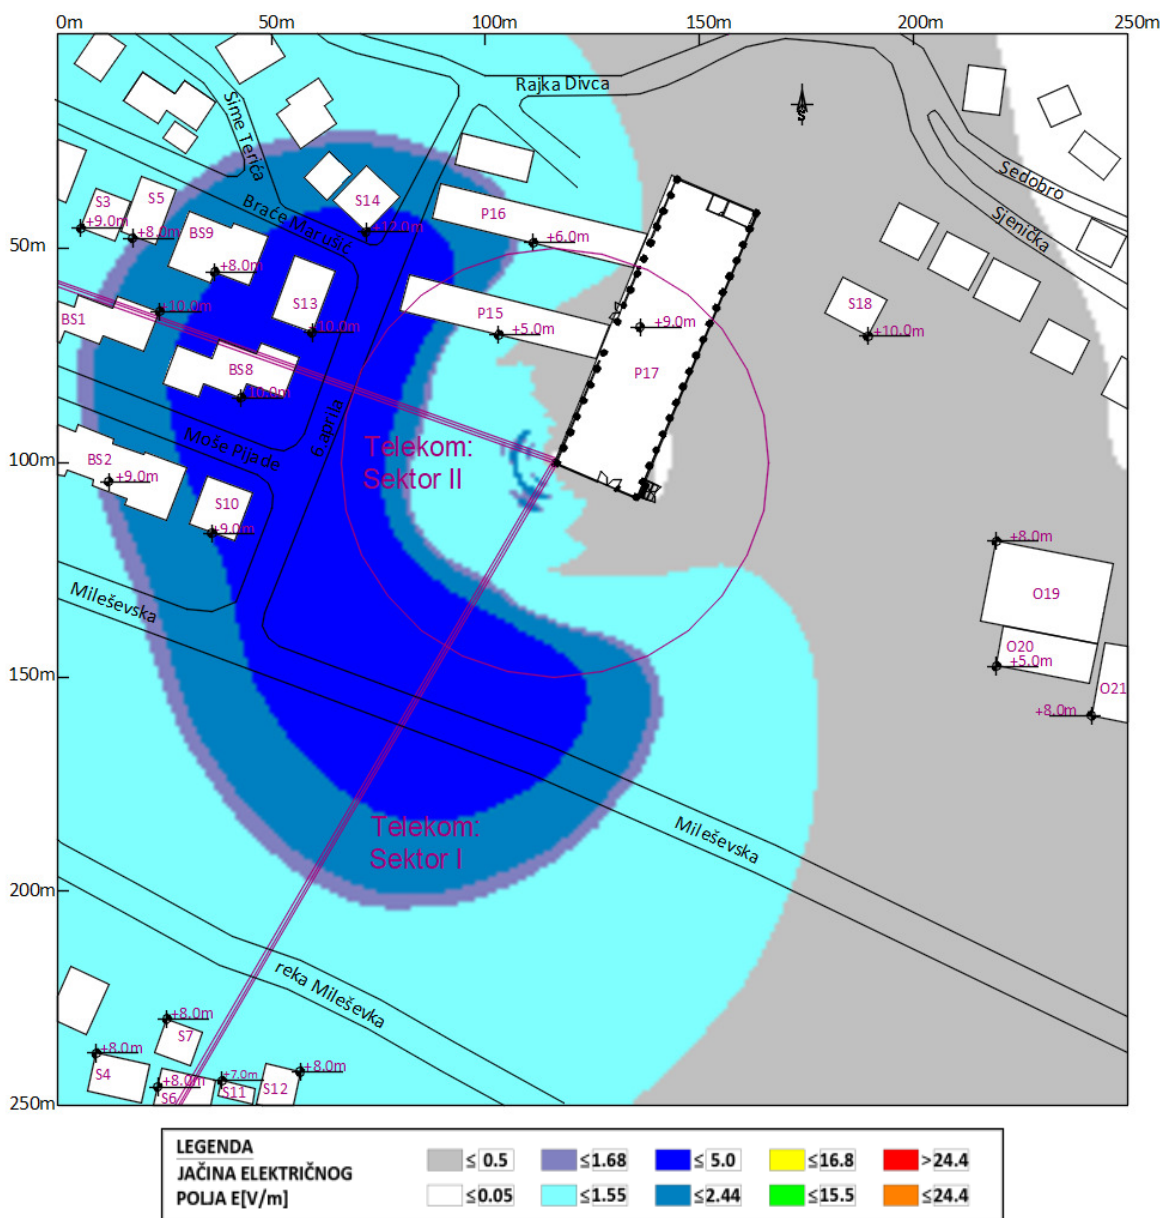 0m
50m
100m
150m
200m
250m
Rajka Divca
Sime Terića
Sedobro
Sjenička
S3
S5
+9.0m
+8.0m
Braće Marušić
S14
+12.0m
P16
+6.0m
50m
BS9
+8.0m
+10.0m
S13
+10.0m
P15
+5.0m
+9.0m
S18
+10.0m
BS1
BS8
+10.0m
P17
6.aprila
Moše Pijade
Telekom:
Sektor II
100m
BS2
+9.0m
S10
+9.0m
+8.0m
O19
Mileševska
O20
+5.0m
O21
+8.0m
150m
Telekom:
Sektor I
Mileševska
200m
reka Mileševka
+8.0m
S7
+8.0m
S4
+8.0m
S6
+7.0m
S11
+8.0m
S12
250m
LEGENDA
JAČINA ELEKTRIČNOG
POLJA E[V/m]
≤ 0.5
≤1.68
≤ 5.0
≤16.8
>24.4
≤0.05
≤1.55
≤2.44
≤15.5
≤24.4